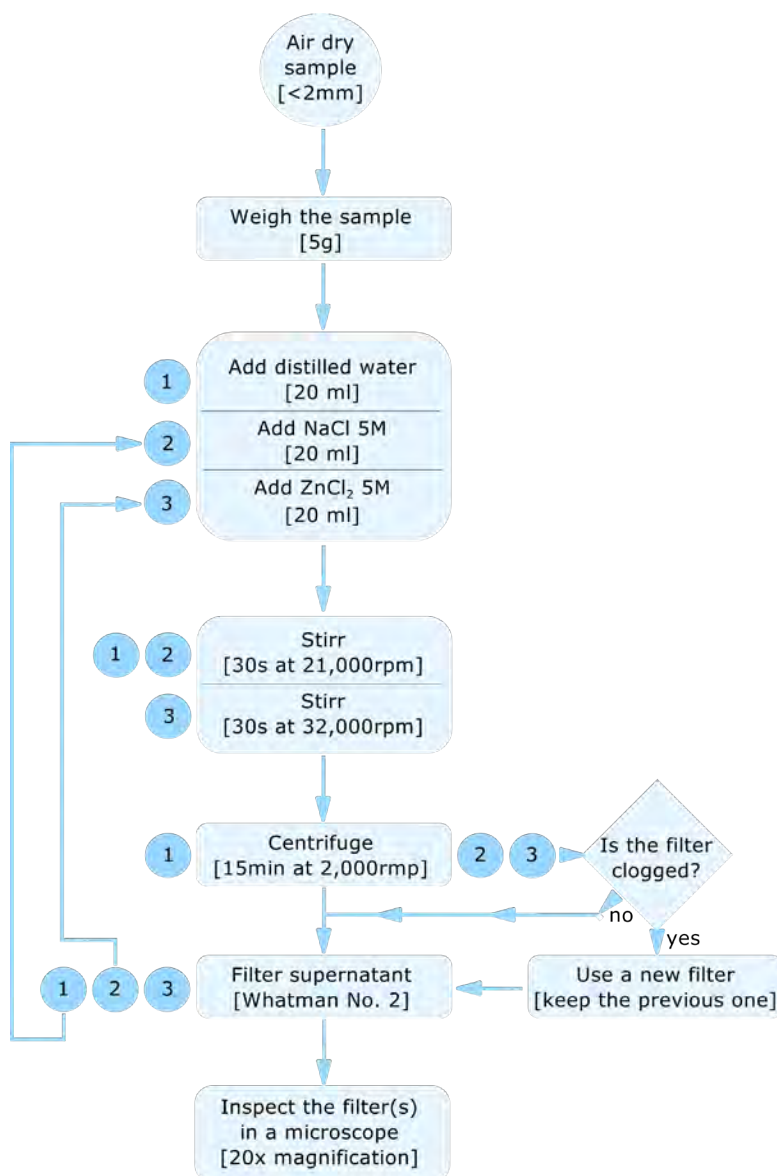 Air dry
sample
[<2mm]
Weigh the sample
[5g]
1
Add distilled water
[20 ml]
2
Add NaCl 5M
[20 ml]
3
Add ZnCl₂ 5M
[20 ml]
1 2
Stirr
[30s at 21,000rpm]
3
Stirr
[30s at 32,000rpm]
1
Centrifuge
[15min at 2,000rmp]
2 3
Is the filter
clogged?
no
yes
1 2 3
Filter supernatant
[Whatman No. 2]
Use a new filter
[keep the previous one]
Inspect the filter(s)
in a microscope
[20x magnification]